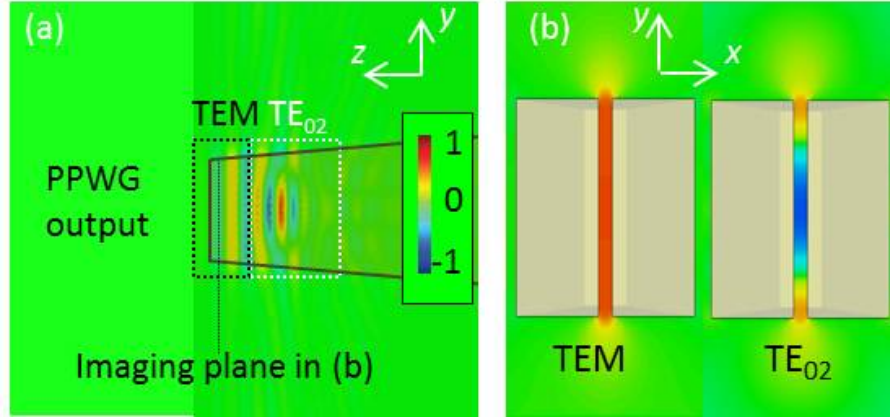 (a)
y
z
TEM TE₀₂
PPWG
output
1
0
-1
Imaging plane in (b)
(b)
y
x
TEM
TE₀₂